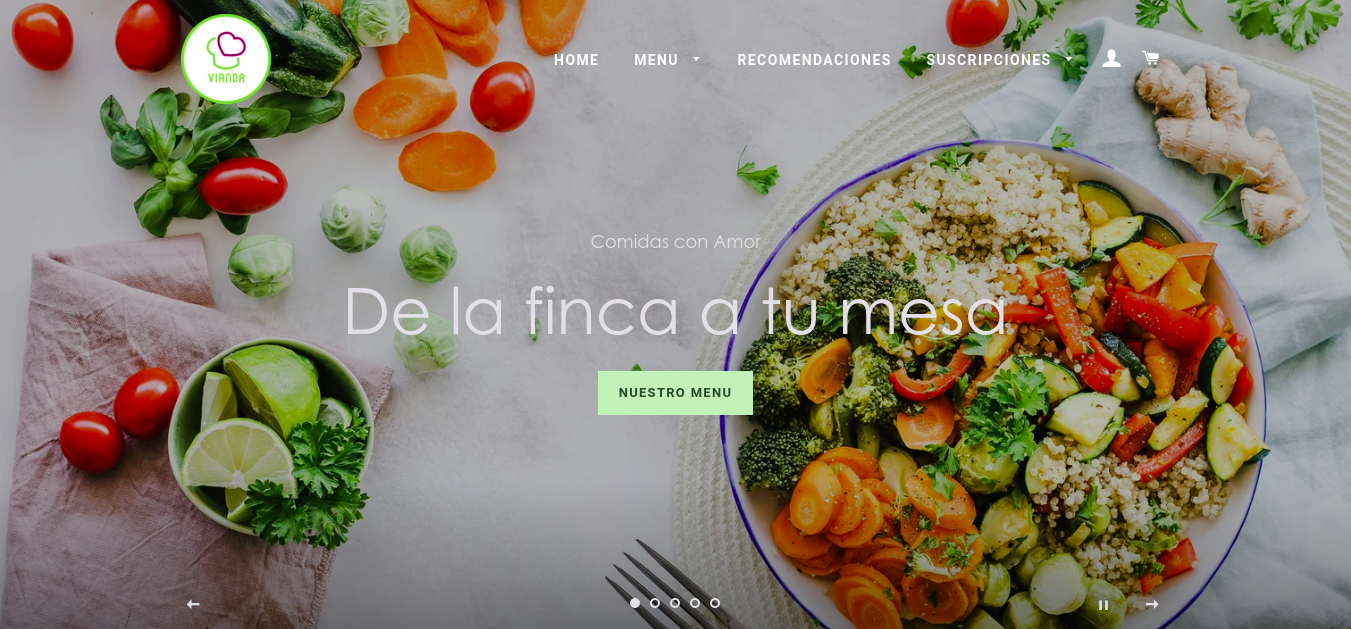 VIANDA
HOME MENU RECOMENDACIONES SUSCRIPCIONES
Comidas con Amor
De la finca a tu mesa
NUESTRO MENU